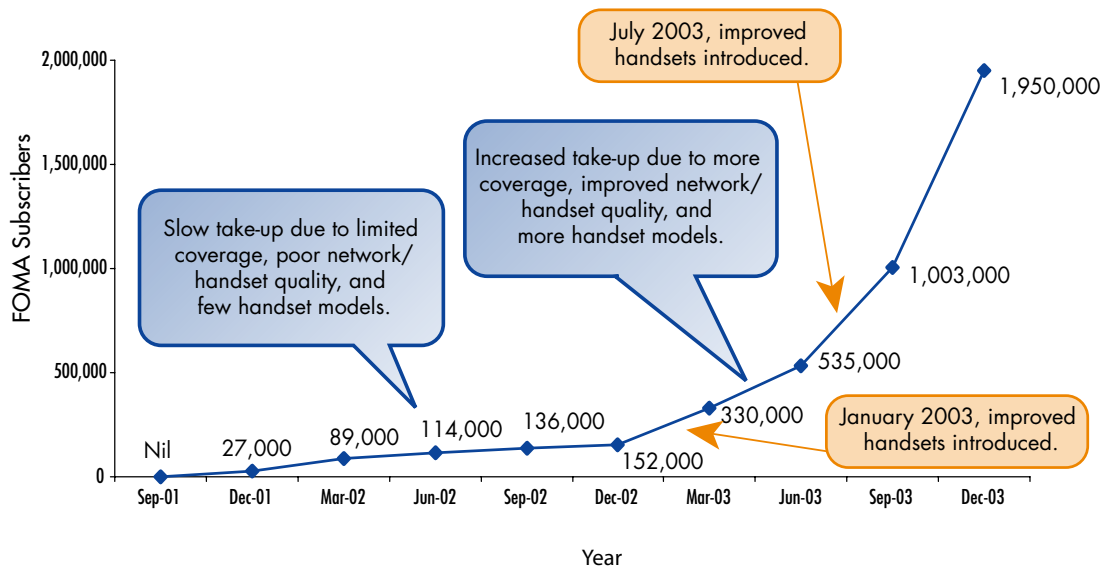 July 2003, improved
handsets introduced.
2,000,000
1,950,000
Increased take-up due to more
coverage, improved network/
handset quality, and
more handset models.
1,500,000
FOMA Subscribers
Slow take-up due to limited
coverage, poor network/
handset quality, and
few handset models.
1,000,000
1,003,000
500,000
535,000
January 2003, improved
handsets introduced.
Nil
27,000
89,000
114,000
136,000
152,000
330,000
0
Sep-01 Dec-01 Mar-02 Jun-02 Sep-02 Dec-02 Mar-03 Jun-03 Sep-03 Dec-03
Year